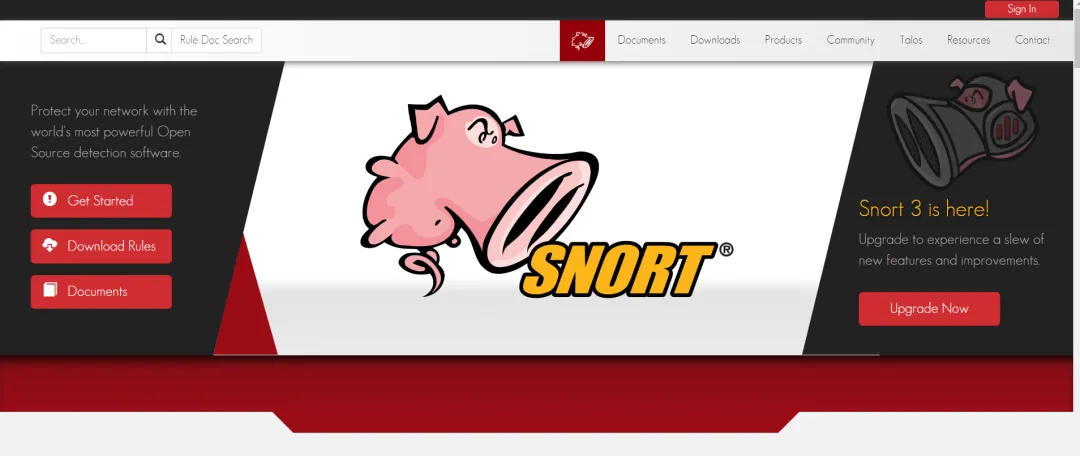 Sign In
Search..
Rule Doc Search
Documents
Downloads
Products
Community
Talos
Resources
Contact
Protect your network with the
world's most powerful Open
Source detection software.
Get Started
Download Rules
Documents
SNORT®
Snort 3 is here!
Upgrade to experience a slew of
new features and improvements.
Upgrade Now